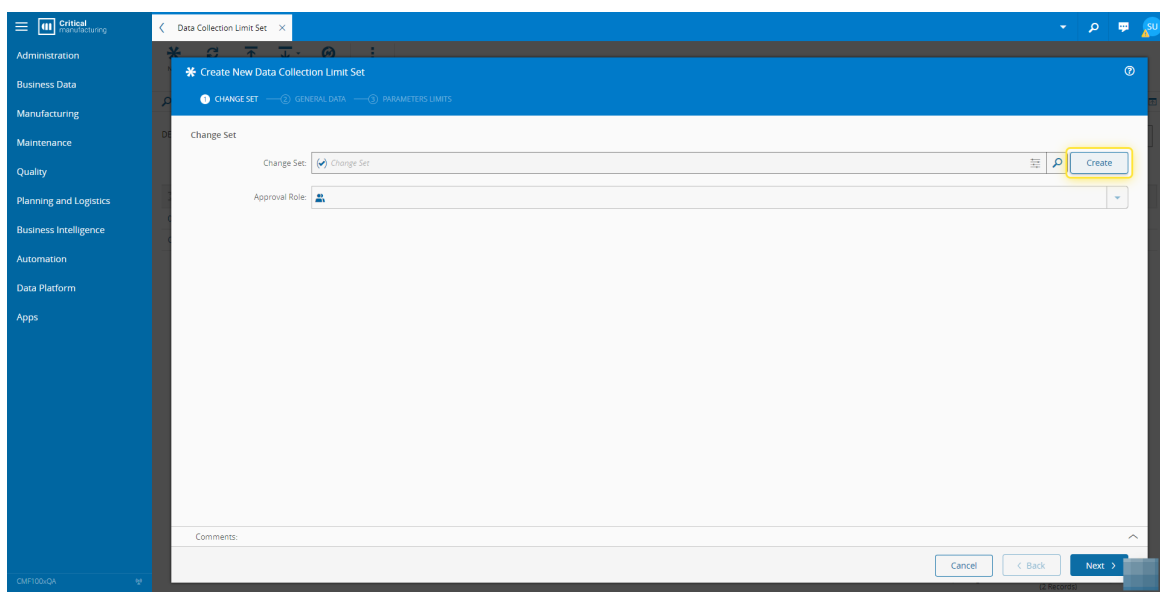 Critical
manufacturing
Data Collection Limit Set
SU
Administration
Business Data
Manufacturing
Maintenance
Quality
Planning and Logistics
Business Intelligence
Automation
Data Platform
Apps
CMF100xQA
Create New Data Collection Limit Set
1 CHANGE SET 2 GENERAL DATA 3 PARAMETERS LIMITS
Change Set
Change Set: Change Set Create
Approval Role:
Comments:
Cancel < Back Next >
(2 Records)